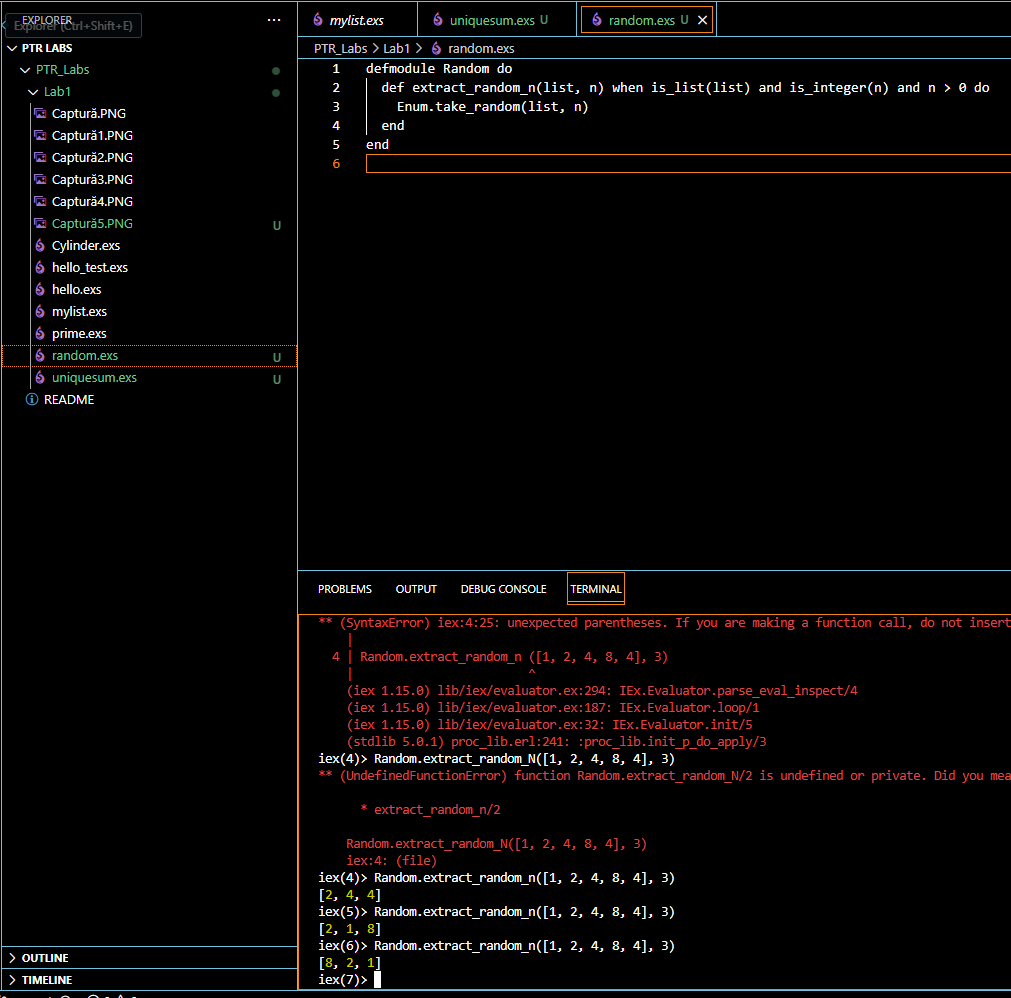 EXPLORER
Explorer (Ctrl+Shift+E)
PTR LABS
PTR_Labs
Lab1
Captură.PNG
Captură1.PNG
Captură2.PNG
Captură3.PNG
Captură4.PNG
Captură5.PNG U
Cylinder.exs
hello_test.exs
hello.exs
mylist.exs
prime.exs
random.exs U
uniquesum.exs U
README
OUTLINE
TIMELINE
mylist.exs uniquesum.exs U random.exs U
PTR_Labs > Lab1 > random.exs
1 defmodule Random do
2 def extract_random_n(list, n) when is_list(list) and is_integer(n) and n > 0 do
3 Enum.take_random(list, n)
4 end
5 end
6
PROBLEMS OUTPUT DEBUG CONSOLE TERMINAL
** (SyntaxError) iex:4:25: unexpected parentheses. If you are making a function call, do not insert
|
4 | Random.extract_random_n ([1, 2, 4, 8, 4], 3)
| ^
(iex 1.15.0) lib/iex/evaluator.ex:294: IEx.Evaluator.parse_eval_inspect/4
(iex 1.15.0) lib/iex/evaluator.ex:187: IEx.Evaluator.loop/1
(iex 1.15.0) lib/iex/evaluator.ex:32: IEx.Evaluator.init/5
(stdlib 5.0.1) proc_lib.erl:241: :proc_lib.init_p_do_apply/3
iex(4)> Random.extract_random_N([1, 2, 4, 8, 4], 3)
** (UndefinedFunctionError) function Random.extract_random_N/2 is undefined or private. Did you mea
* extract_random_n/2
Random.extract_random_N([1, 2, 4, 8, 4], 3)
iex:4: (file)
iex(4)> Random.extract_random_n([1, 2, 4, 8, 4], 3)
[2, 4, 4]
iex(5)> Random.extract_random_n([1, 2, 4, 8, 4], 3)
[2, 1, 8]
iex(6)> Random.extract_random_n([1, 2, 4, 8, 4], 3)
[8, 2, 1]
iex(7)>